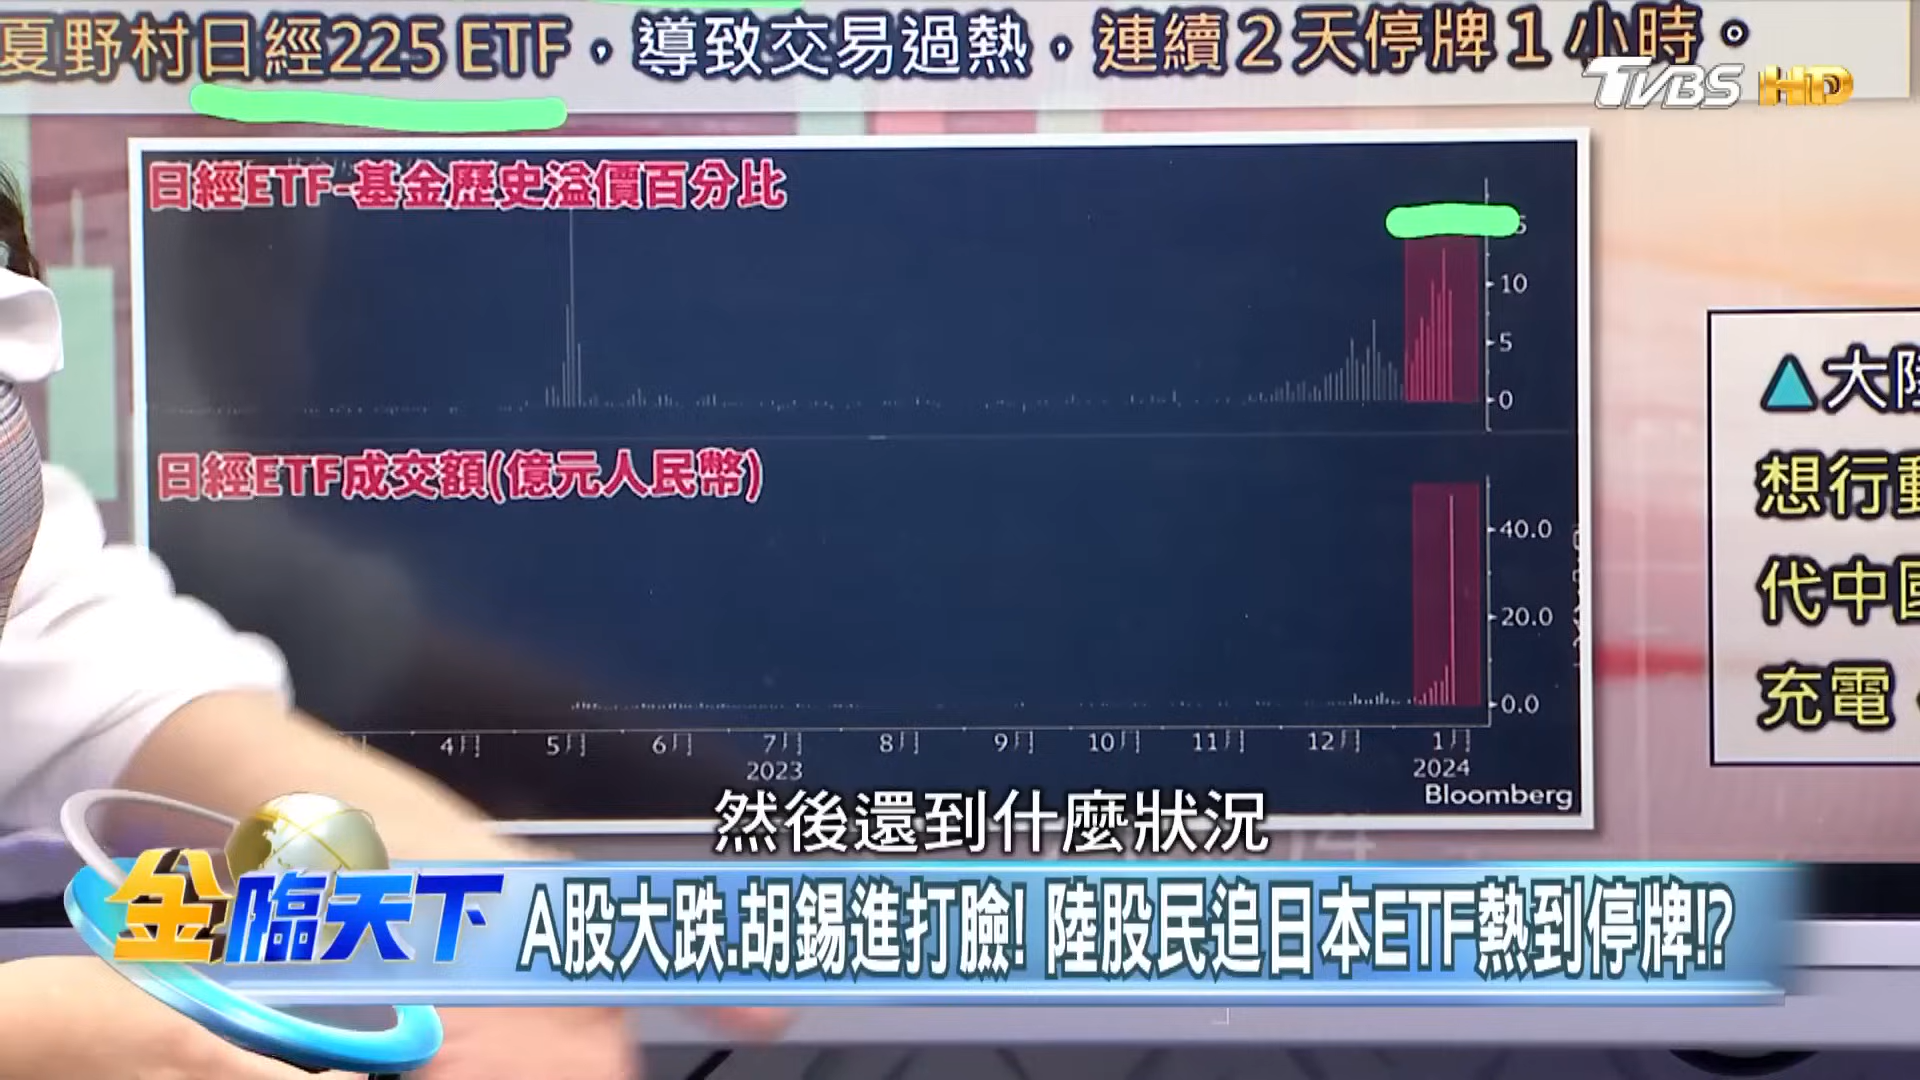 夏野村日經225 ETF，導致交易過熱，連續2天停牌1小時。
TVBS HD
日經ETF-基金歷史溢價百分比
10
5
0
日經ETF成交額(億元人民幣)
40.0
20.0
0.0
4月 5月 6月 7月 8月 9月 10月 11月 12月 1月
2023 2024
Bloomberg
▲大陸
想行動
代中國
充電
然後還到什麼狀況
金臨天下
A股大跌.胡錫進打臉! 陸股民追日本ETF熱到停牌!?